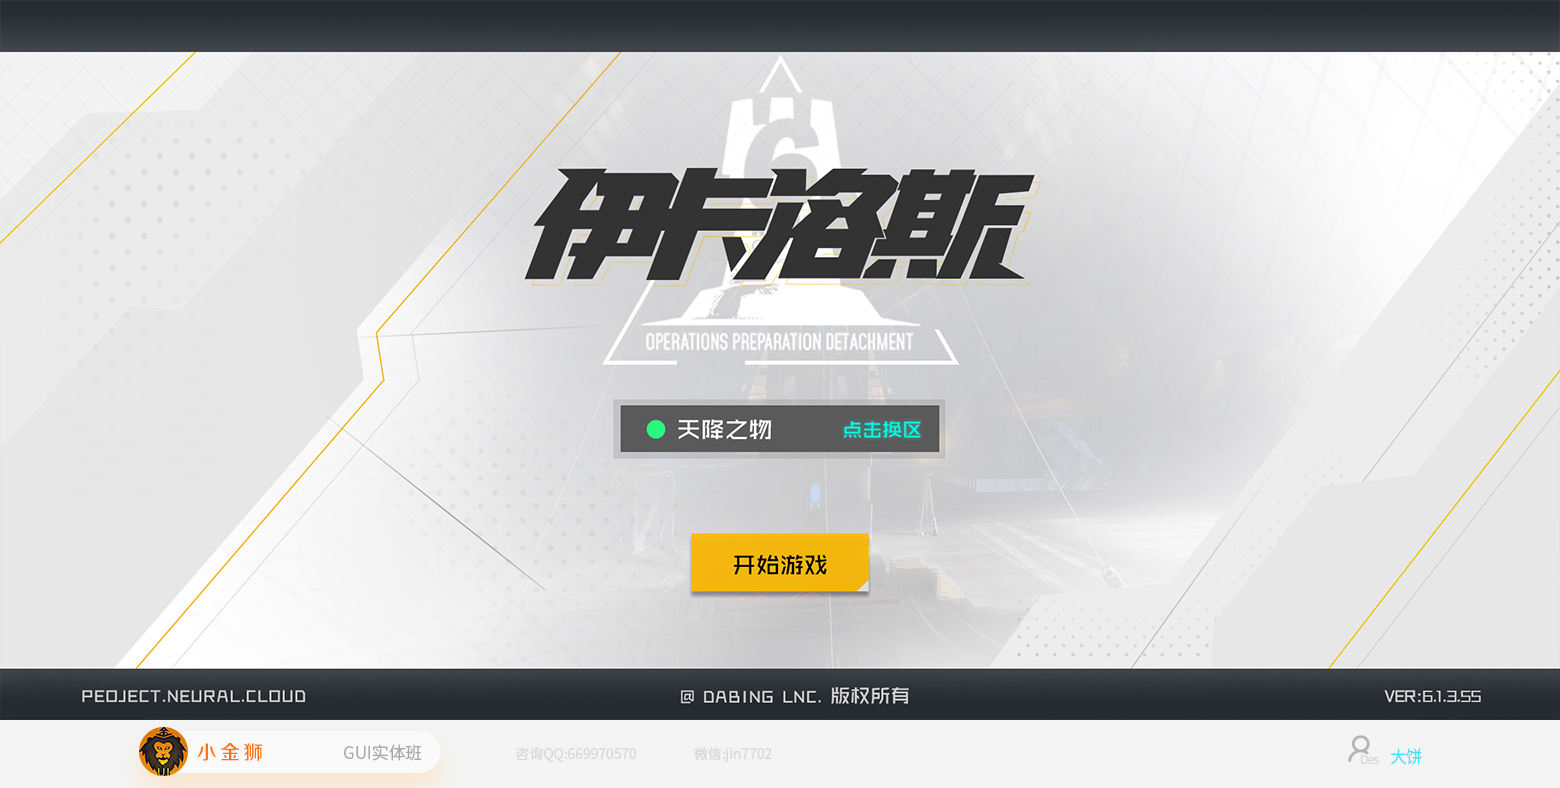 6
伊卡洛斯
OPERATIONS PREPARATION DETACHMENT
天降之物 点击换区
开始游戏
PEOJECT.NEURAL.CLOUD @ DABING LNC. 版权所有 VER:6.1.3.55
UI 小金狮 GUI实体班 咨询QQ:669970570 微信:jin7702 Des 大饼